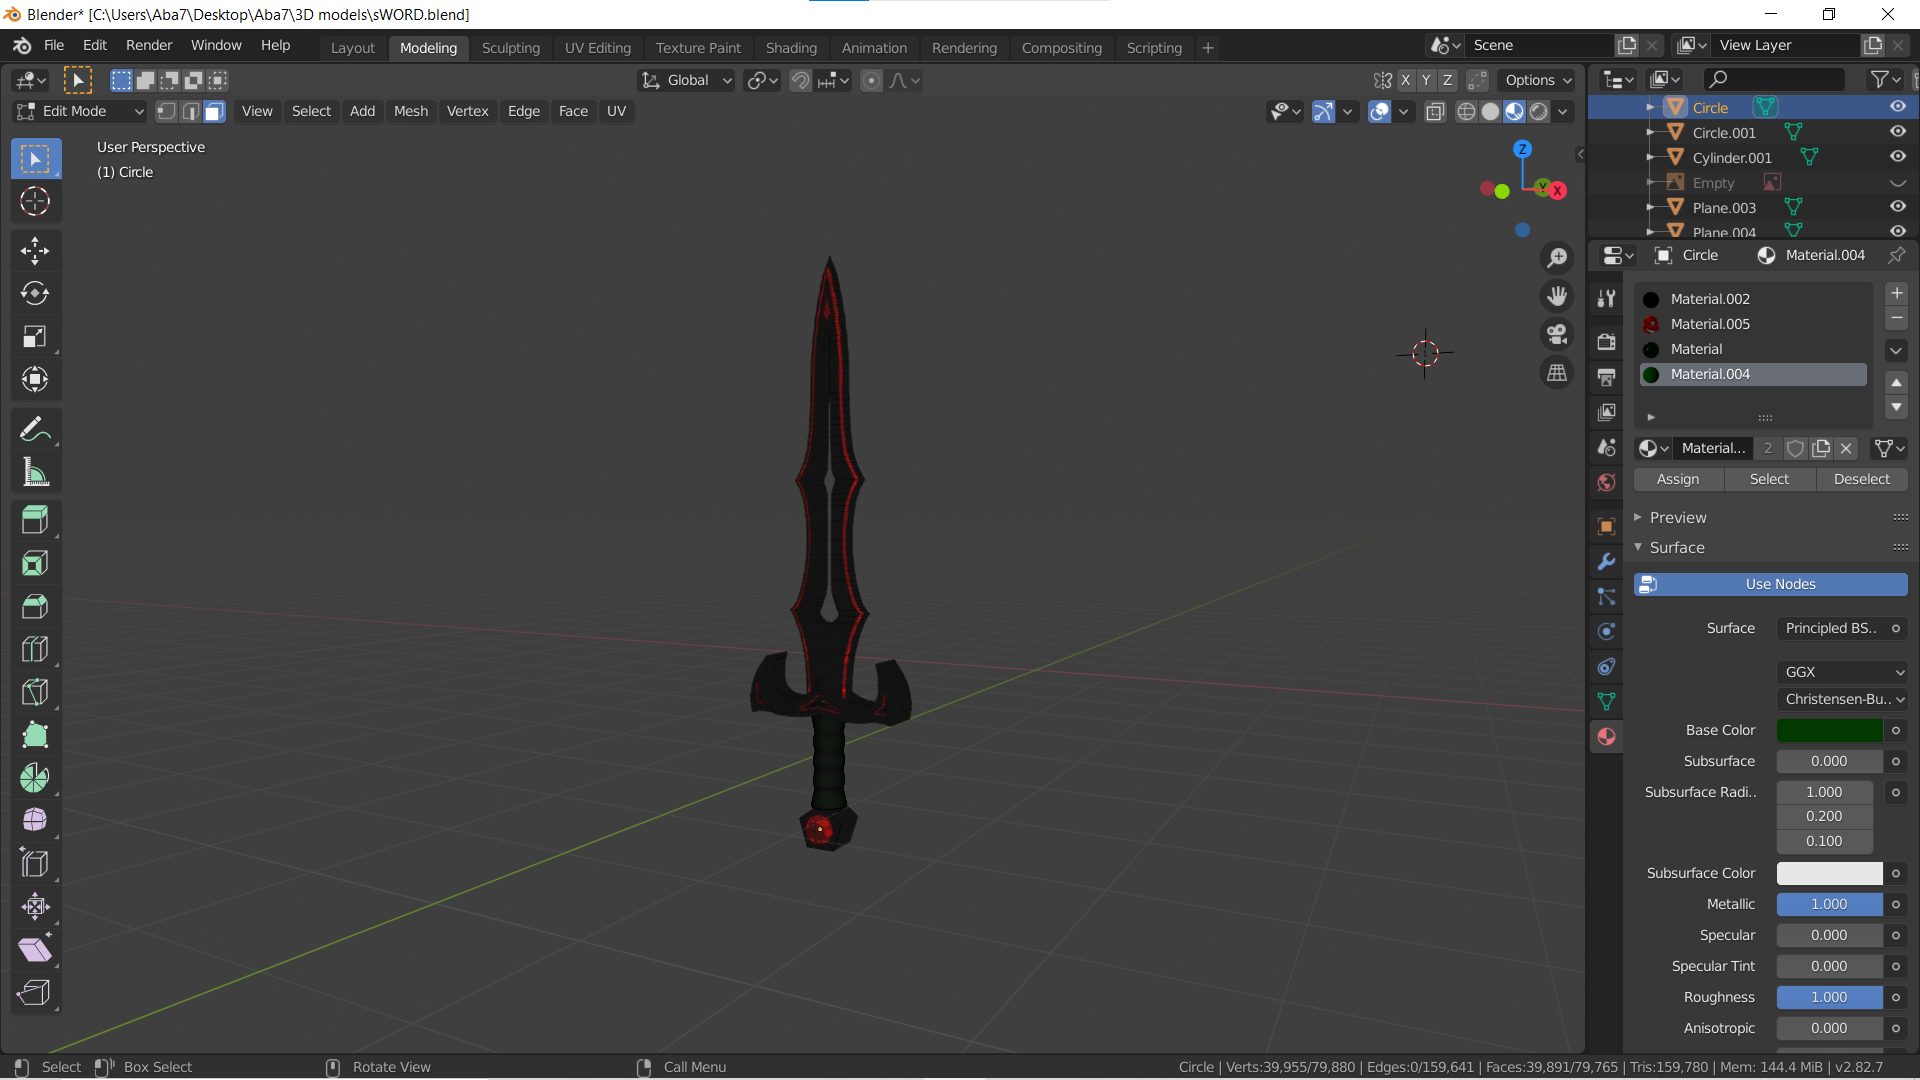 Blender* [C:\Users\Aba7\Desktop\Aba7\3D models\sWORD.blend]
File Edit Render Window Help Layout Modeling Sculpting UV Editing Texture Paint Shading Animation Rendering Compositing Scripting + Scene View Layer
Global X Y Z Options
Edit Mode View Select Add Mesh Vertex Edge Face UV
User Perspective
(1) Circle
Z
Y
X
Circle
Circle.001
Cylinder.001
Empty
Plane.003
Plane.004
Circle Material.004
Material.002
Material.005
Material
Material.004
Material... 2
Assign Select Deselect
Preview
Surface
Use Nodes
Surface Principled BS..
GGX
Christensen-Bu..
Base Color
Subsurface 0.000
Subsurface Radi.. 1.000
0.200
0.100
Subsurface Color
Metallic 1.000
Specular 0.000
Specular Tint 0.000
Roughness 1.000
Anisotropic 0.000
Select Box Select Rotate View Call Menu Circle | Verts:39,955/79,880 | Edges:0/159,641 | Faces:39,891/79,765 | Tris:159,780 | Mem: 144.4 MiB | v2.82.7